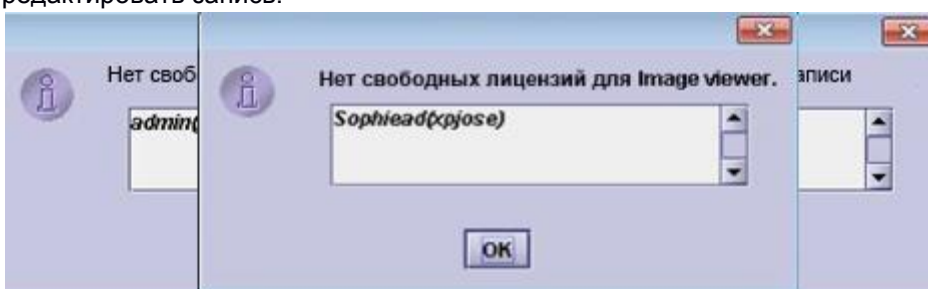 редактировать запись.
Нет своб
Нет свободных лицензий для Image viewer.
аписи
admin(
Sophiead(xpjose)
OK